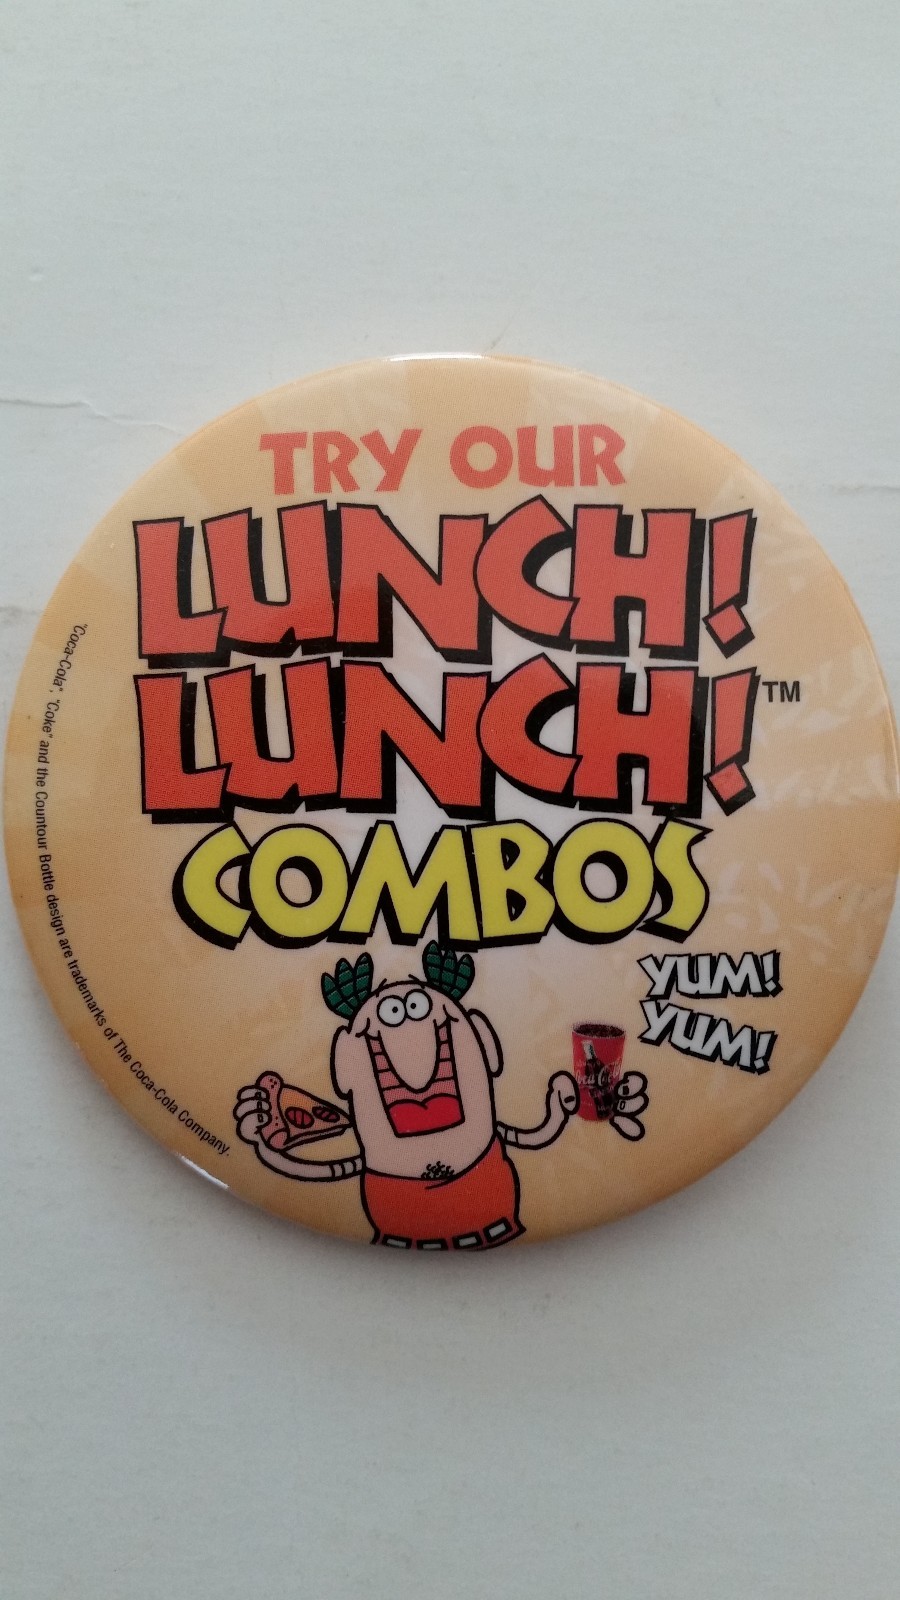 TRY OUR
LUNCH!
LUNCH!™
COMBOS
YUM!
YUM!
"Coca-Cola", "Coke" and the Countour Bottle design are trademarks of The Coca-Cola Company.